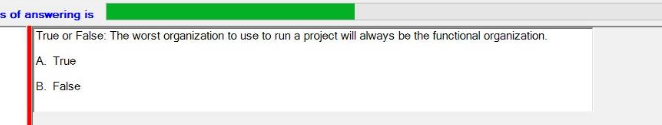 s of answering is
True or False: The worst organization to use to run a project will always be the functional organization.
A. True
B. False